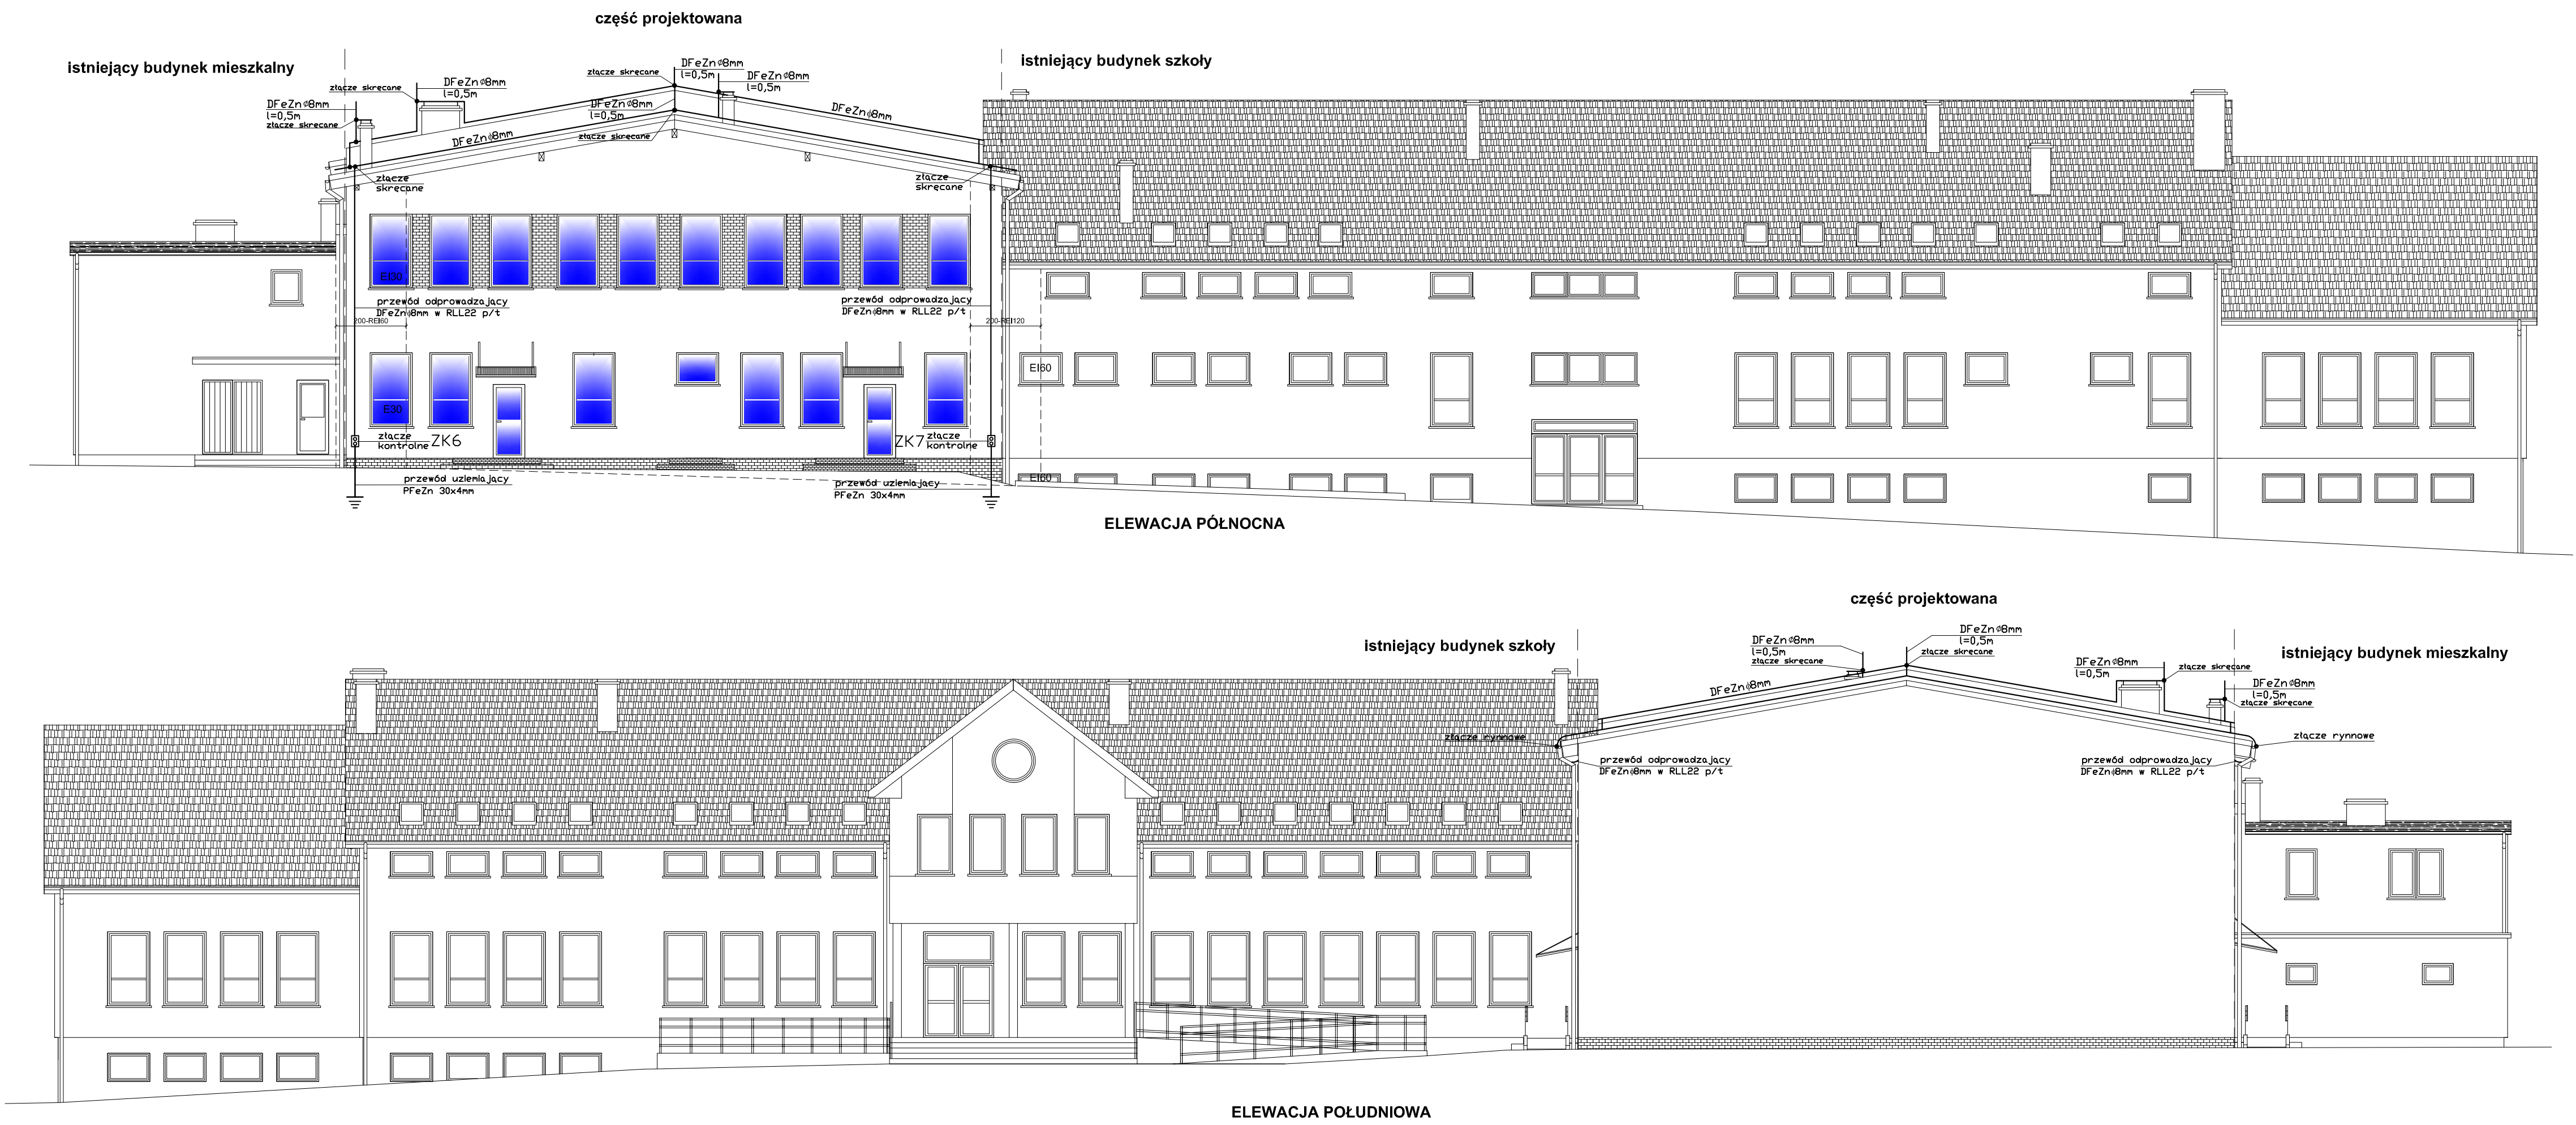 część projektowana
istniejący budynek mieszkalny
istniejący budynek szkoły
DFeZn⌀8mm
l=0,5m
złącze skręcane
złącze skręcane
DFeZn⌀8mm
l=0,5m
złącze skręcane
DFeZn⌀8mm
l=0,5m
DFeZn⌀8mm
l=0,5m
DFeZn⌀8mm
l=0,5m
złącze skręcane
DFeZn⌀8mm
DFeZn⌀8mm
złącze
skręcane
złącze
skręcane
EI30
przewód odprowadzający
DFeZn⌀8mm w RLL22 p/t
przewód odprowadzający
DFeZn⌀8mm w RLL22 p/t
200-REI60
200-REI120
EI60
E30
złącze
kontrolne
ZK6
ZK7
złącze
kontrolne
EI60
przewód uziemiający
PFeZn 30x4mm
przewód uziemiający
PFeZn 30x4mm
ELEWACJA PÓŁNOCNA
część projektowana
istniejący budynek szkoły
istniejący budynek mieszkalny
DFeZn⌀8mm
l=0,5m
złącze skręcane
DFeZn⌀8mm
l=0,5m
złącze skręcane
DFeZn⌀8mm
l=0,5m
złącze skręcane
DFeZn⌀8mm
l=0,5m
złącze skręcane
DFeZn⌀8mm
złącze rynnowe
złącze rynnowe
przewód odprowadzający
DFeZn⌀8mm w RLL22 p/t
przewód odprowadzający
DFeZn⌀8mm w RLL22 p/t
ELEWACJA POŁUDNIOWA